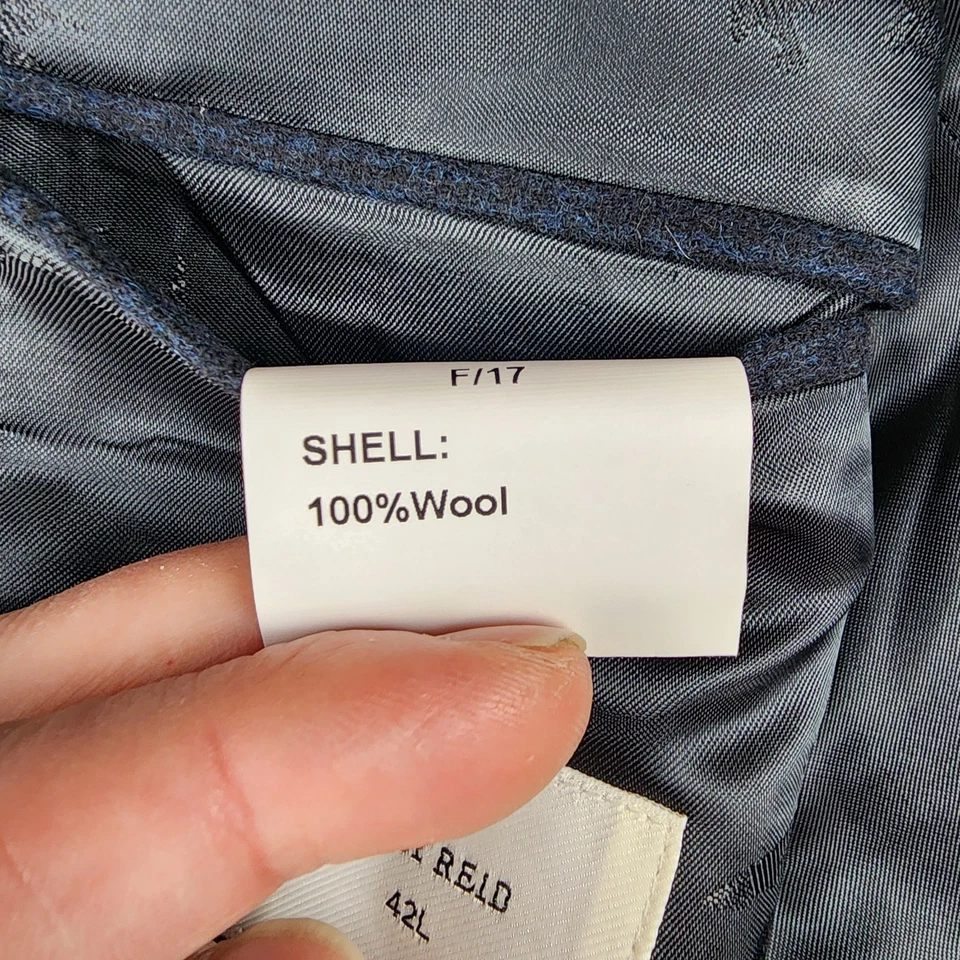 F/17
SHELL:
100%Wool
REID
42L